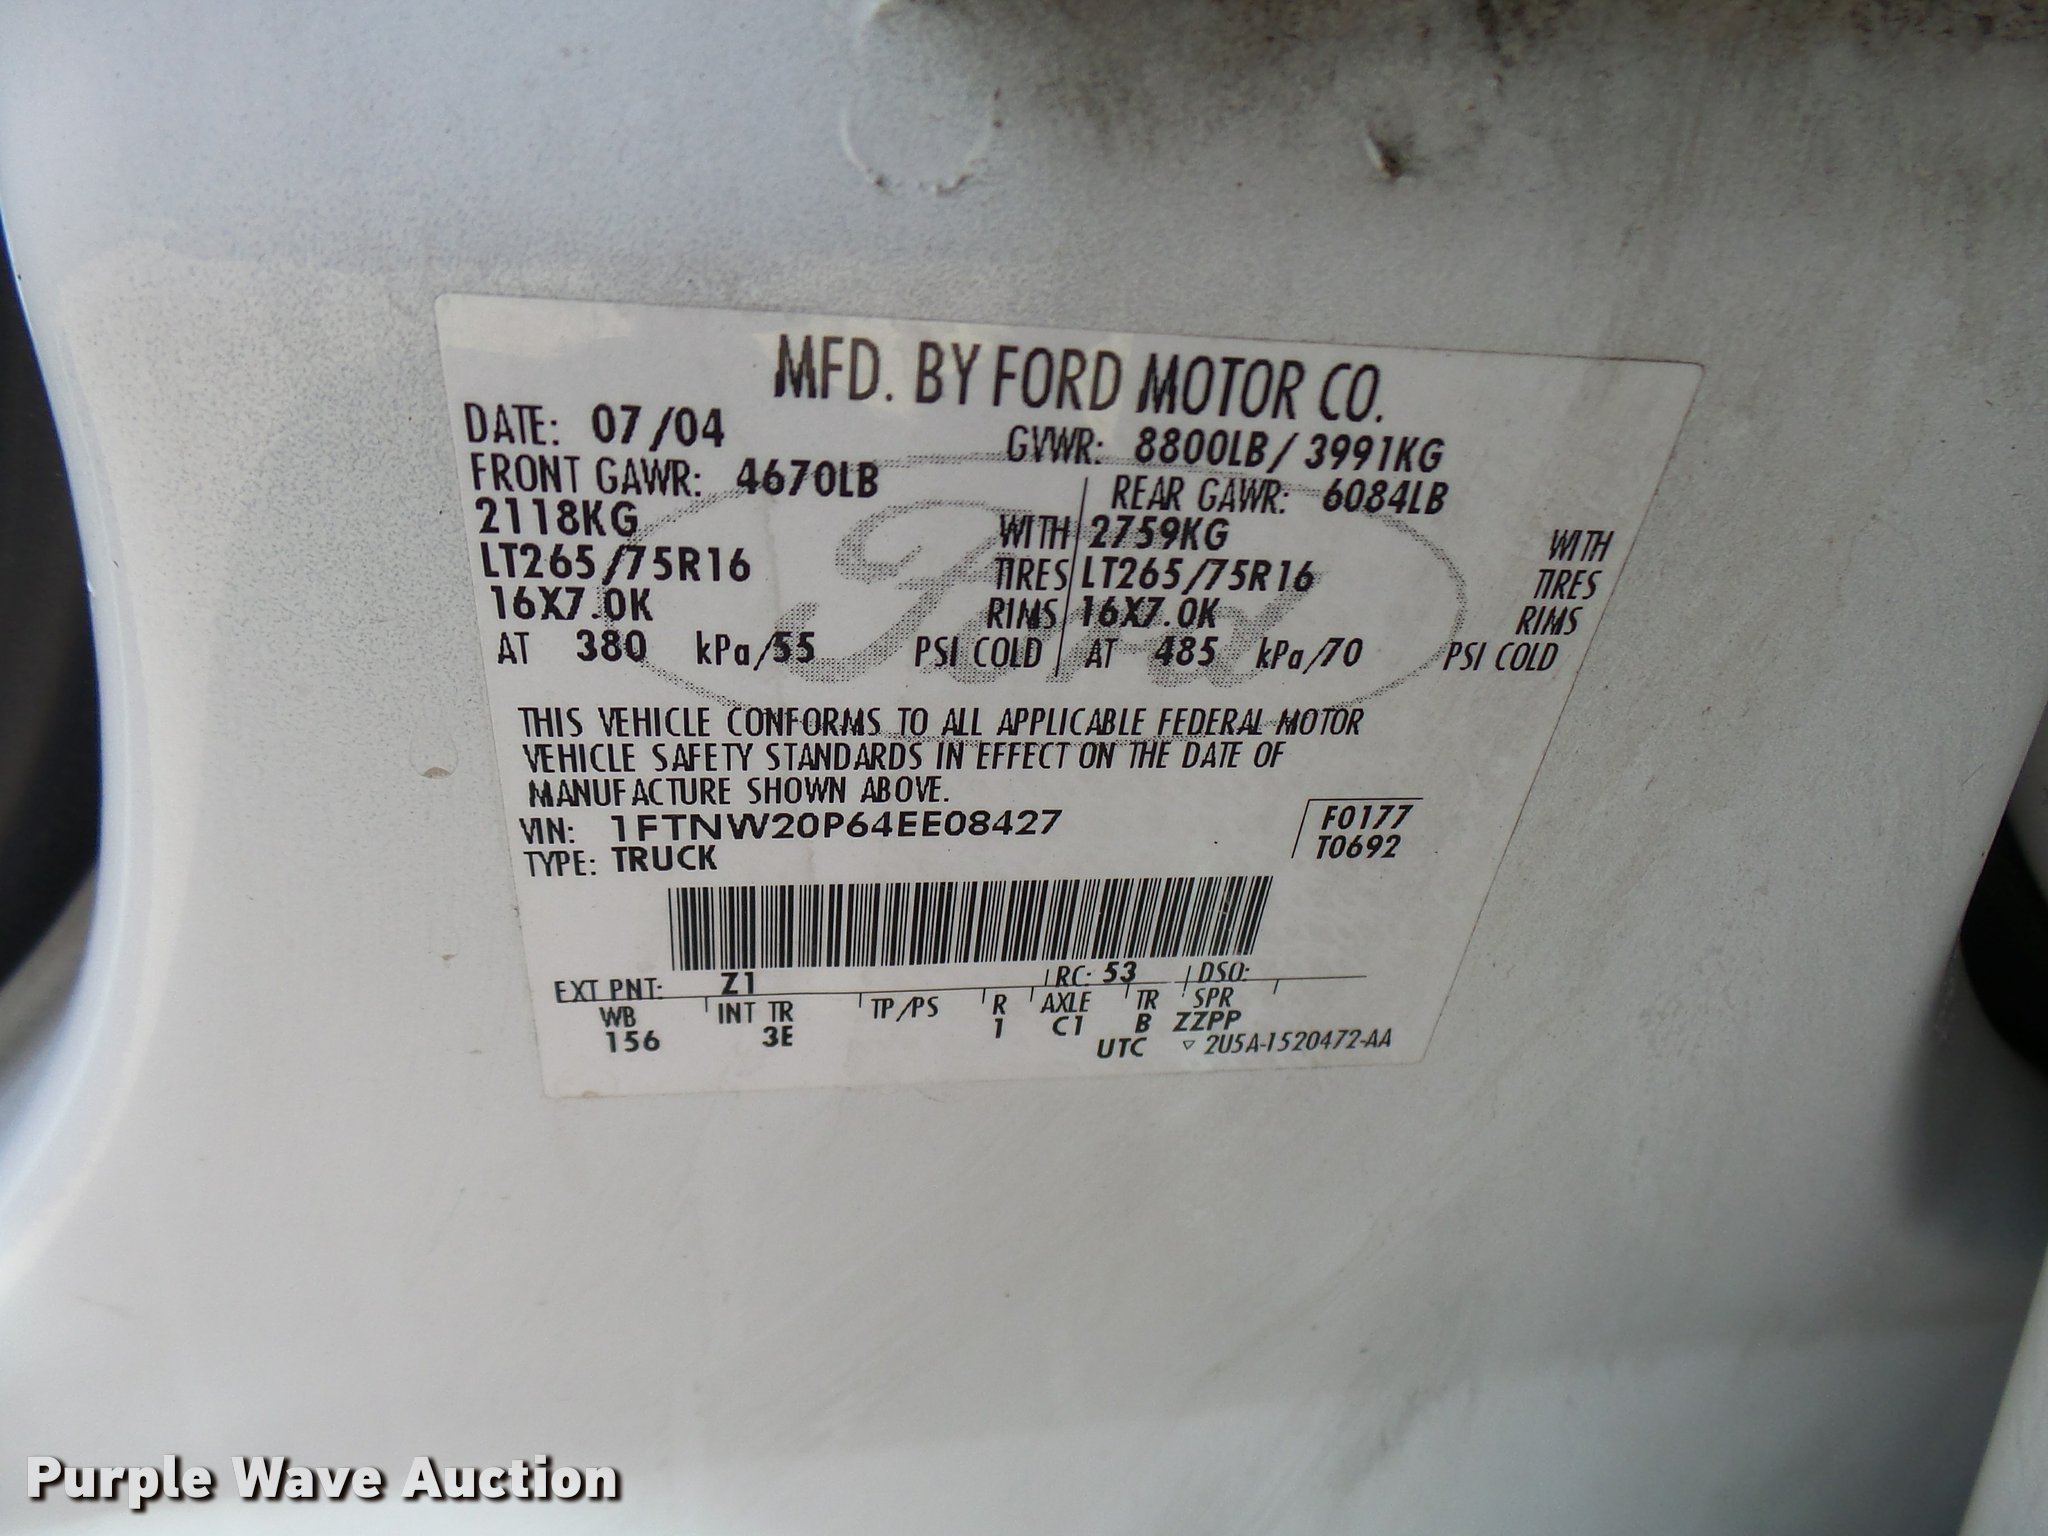 MFD. BY FORD MOTOR CO.
DATE: 07/04 GVWR: 8800LB/3991KG
FRONT GAWR: 4670LB REAR GAWR: 6084LB
2118KG WITH 2759KG WITH
LT265/75R16 TIRES LT265/75R16 TIRES
16X7.0K RIMS 16X7.0K RIMS
AT 380 kPa/55 PSI COLD AT 485 kPa/70 PSI COLD
Ford
THIS VEHICLE CONFORMS TO ALL APPLICABLE FEDERAL MOTOR
VEHICLE SAFETY STANDARDS IN EFFECT ON THE DATE OF
MANUFACTURE SHOWN ABOVE.
VIN: 1FTNW20P64EE08427 F0177
TYPE: TRUCK T0692
EXT PNT: Z1 RC: 53 DSO:
WB INT TR TP/PS R AXLE TR SPR
156 3E 1 C1 B ZZPP
UTC ▽ 2U5A-1520472-AA
Purple Wave Auction